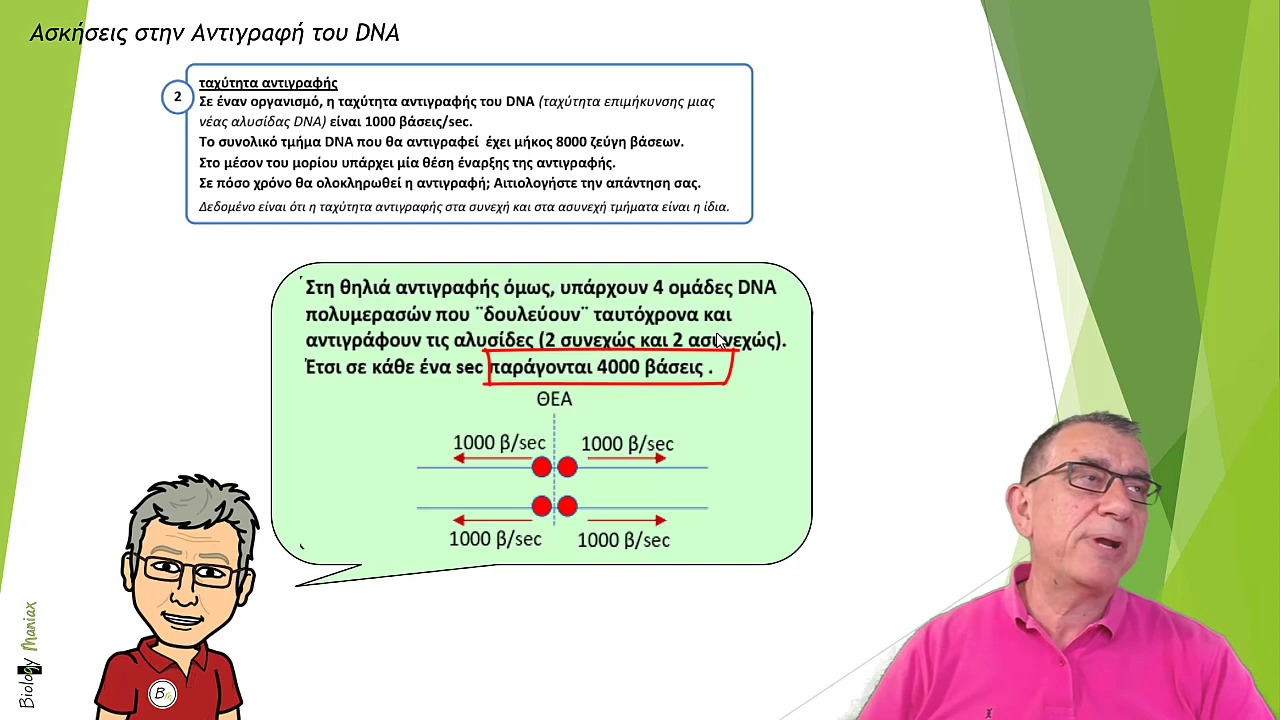 Ασκήσεις στην Αντιγραφή του DNA
2
ταχύτητα αντιγραφής
Σε έναν οργανισμό, η ταχύτητα αντιγραφής του DNA (ταχύτητα επιμήκυνσης μιας
νέας αλυσίδας DNA) είναι 1000 βάσεις/sec.
Το συνολικό τμήμα DNA που θα αντιγραφεί έχει μήκος 8000 ζεύγη βάσεων.
Στο μέσον του μορίου υπάρχει μία θέση έναρξης της αντιγραφής.
Σε πόσο χρόνο θα ολοκληρωθεί η αντιγραφή; Αιτιολογήστε την απάντηση σας.
Δεδομένο είναι ότι η ταχύτητα αντιγραφής στα συνεχή και στα ασυνεχή τμήματα είναι η ίδια.
Στη θηλιά αντιγραφής όμως, υπάρχουν 4 ομάδες DNA
πολυμερασών που ¨δουλεύουν¨ ταυτόχρονα και
αντιγράφουν τις αλυσίδες (2 συνεχώς και 2 ασυνεχώς).
Έτσι σε κάθε ένα sec παράγονται 4000 βάσεις .
ΘΕΑ
1000 β/sec 1000 β/sec
1000 β/sec 1000 β/sec
Biology Maniax